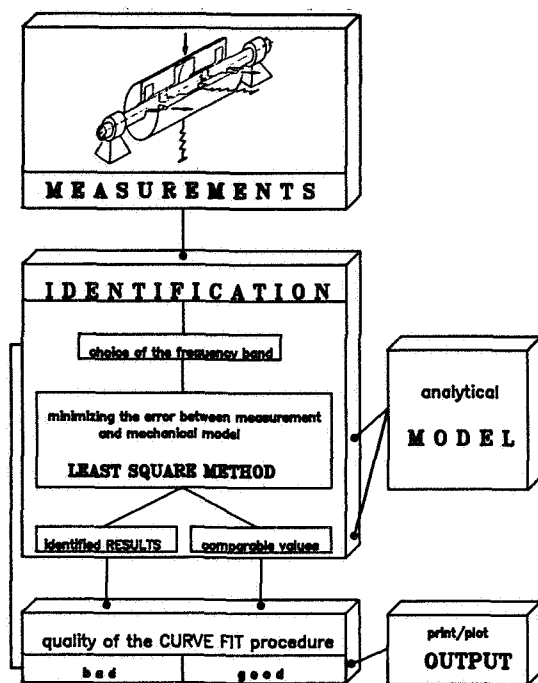 MEASUREMENTS
IDENTIFICATION
choice of the frequency band
minimizing the error between measurement
and mechanical model
LEAST SQUARE METHOD
identified RESULTS
comparable values
analytical
MODEL
quality of the CURVE FIT procedure
bad
good
print/plot
OUTPUT